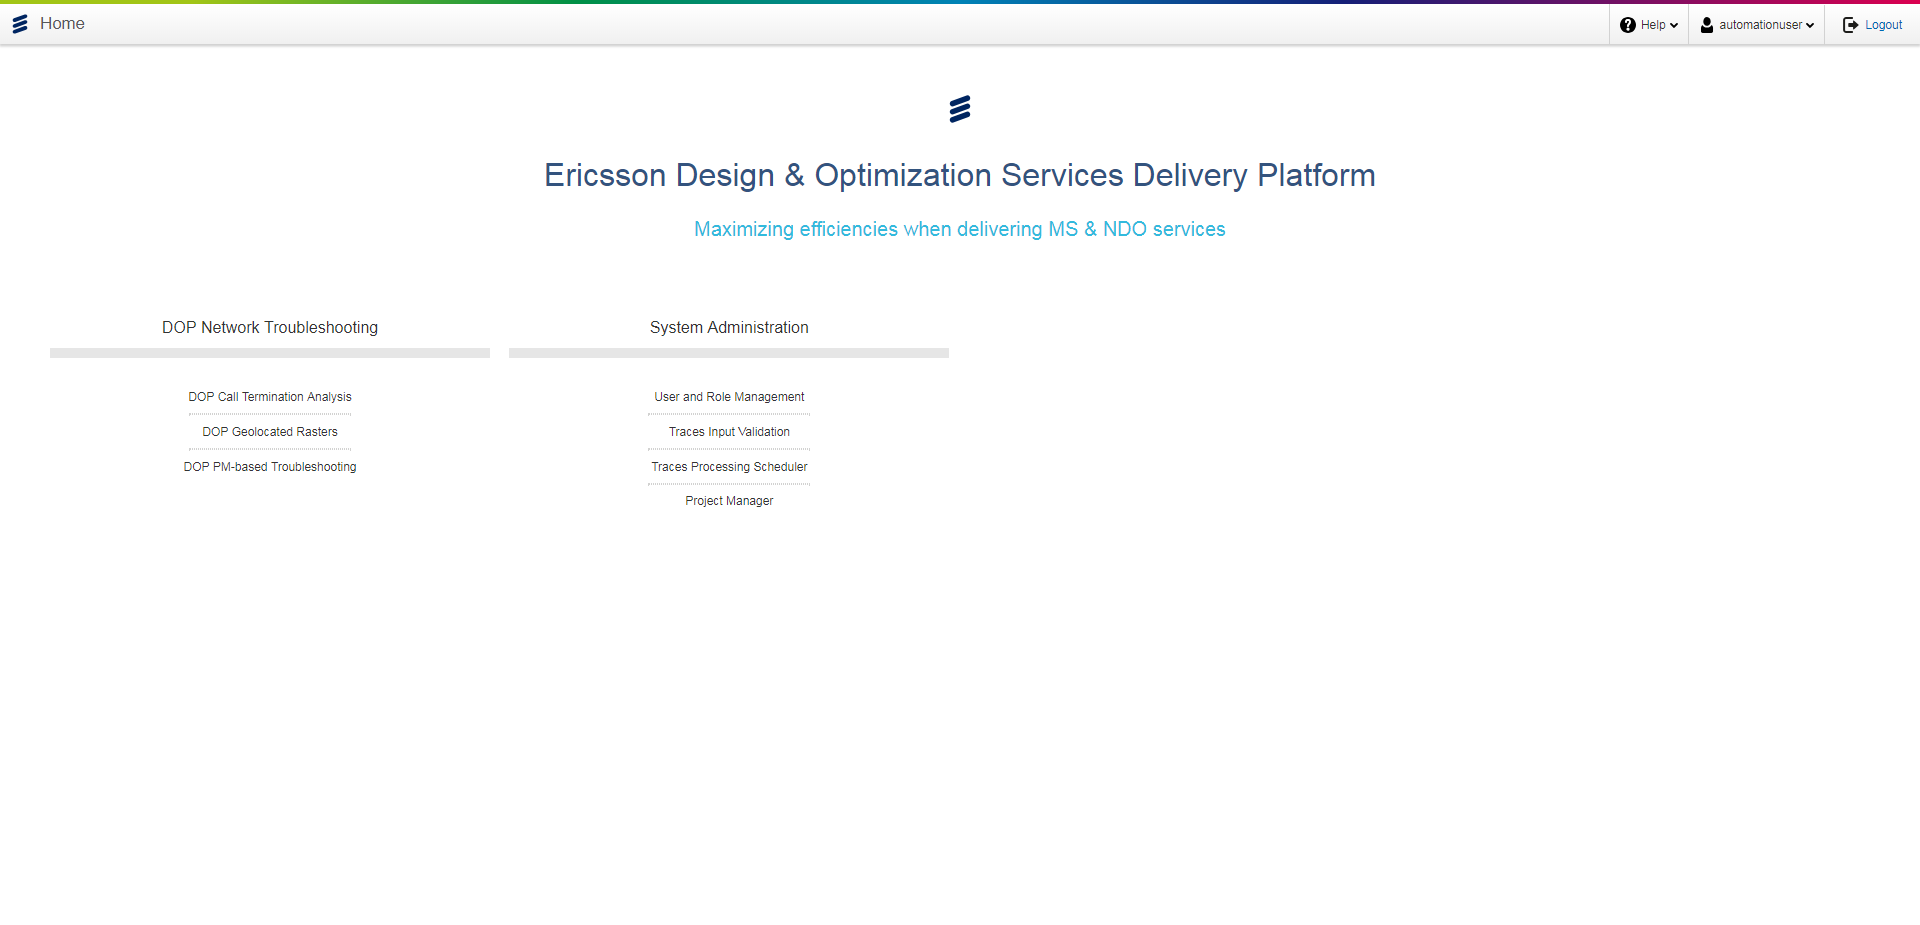 Home
Help
automationuser
Logout
Ericsson Design & Optimization Services Delivery Platform
Maximizing efficiencies when delivering MS & NDO services
DOP Network Troubleshooting
DOP Call Termination Analysis
DOP Geolocated Rasters
DOP PM-based Troubleshooting
System Administration
User and Role Management
Traces Input Validation
Traces Processing Scheduler
Project Manager